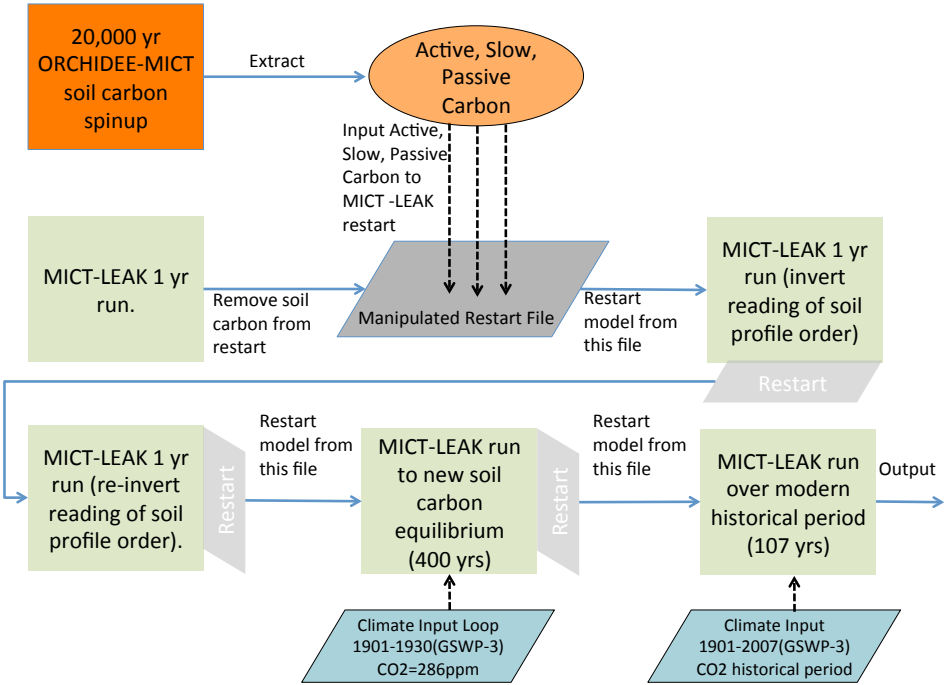 20,000 yr
ORCHIDEE-MICT
soil carbon
spinup
Extract
Active, Slow,
Passive
Carbon
Input Active,
Slow, Passive
Carbon to
MICT -LEAK
restart
MICT-LEAK 1 yr
run.
Remove soil
carbon from
restart
Manipulated Restart File
Restart
model from
this file
MICT-LEAK 1 yr
run (invert
reading of soil
profile order)
Restart
MICT-LEAK 1 yr
run (re-invert
reading of soil
profile order).
Restart
Restart
model from
this file
MICT-LEAK run
to new soil
carbon
equilibrium
(400 yrs)
Restart
Restart
model from
this file
MICT-LEAK run
over modern
historical period
(107 yrs)
Output
Climate Input Loop
1901-1930(GSWP-3)
CO2=286ppm
Climate Input
1901-2007(GSWP-3)
CO2 historical period